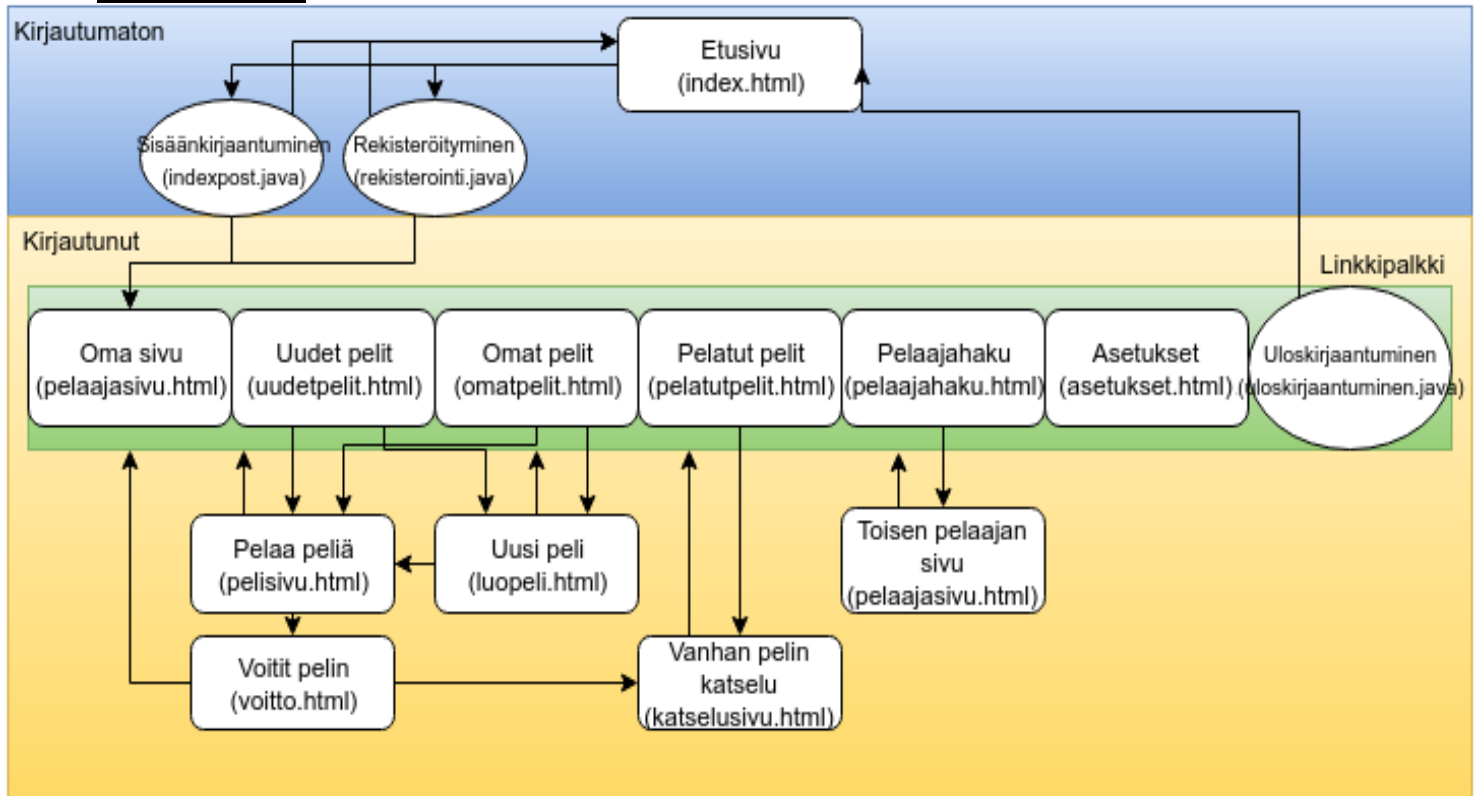 Kirjautumaton
Etusivu
(index.html)
Sisäänkirjaantuminen
(indexpost.java)
Rekisteröityminen
(rekisterointi.java)
Kirjautunut
Linkkipalkki
Oma sivu
(pelaajasivu.html)
Uudet pelit
(uudetpelit.html)
Omat pelit
(omatpelit.html)
Pelatut pelit
(pelatutpelit.html)
Pelaajahaku
(pelaajahaku.html)
Asetukset
(asetukset.html)
Uloskirjaantuminen
(uloskirjaantuminen.java)
Pelaa peliä
(pelisivu.html)
Uusi peli
(luopeli.html)
Toisen pelaajan
sivu
(pelaajasivu.html)
Voitit pelin
(voitto.html)
Vanhan pelin
katselu
(katselusivu.html)